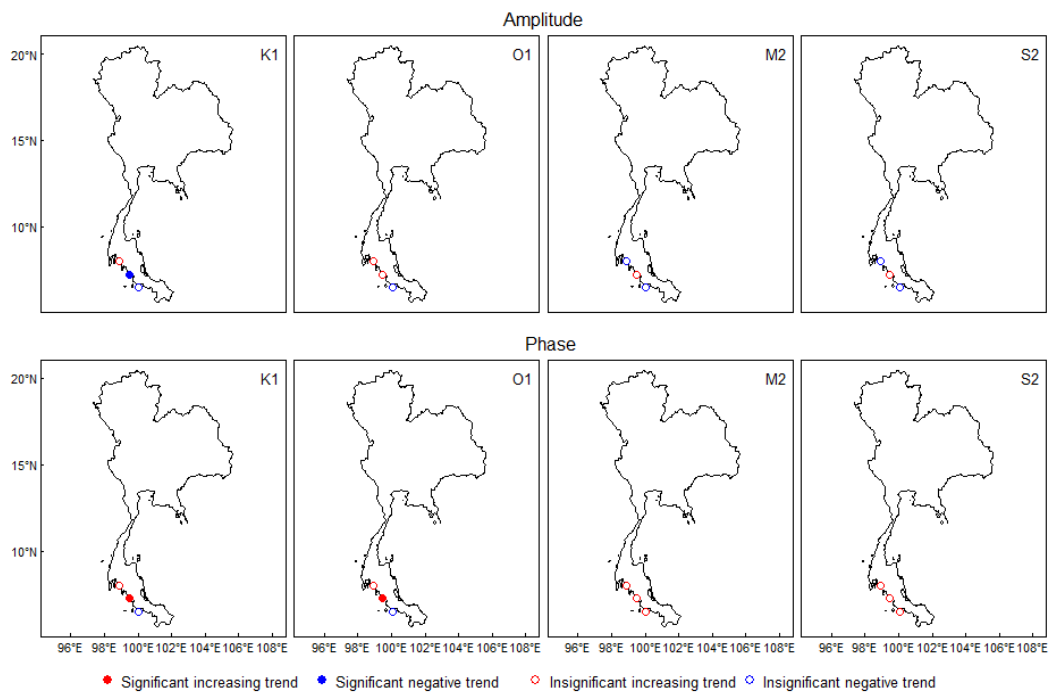 Amplitude
K1
O1
M2
S2
20°N
15°N
10°N
Phase
K1
O1
M2
S2
20°N
15°N
10°N
96°E 98°E 100°E 102°E 104°E 106°E 108°E 96°E 98°E 100°E 102°E 104°E 106°E 108°E 96°E 98°E 100°E 102°E 104°E 106°E 108°E 96°E 98°E 100°E 102°E 104°E 106°E 108°E
Significant increasing trend Significant negative trend Insignificant increasing trend Insignificant negative trend